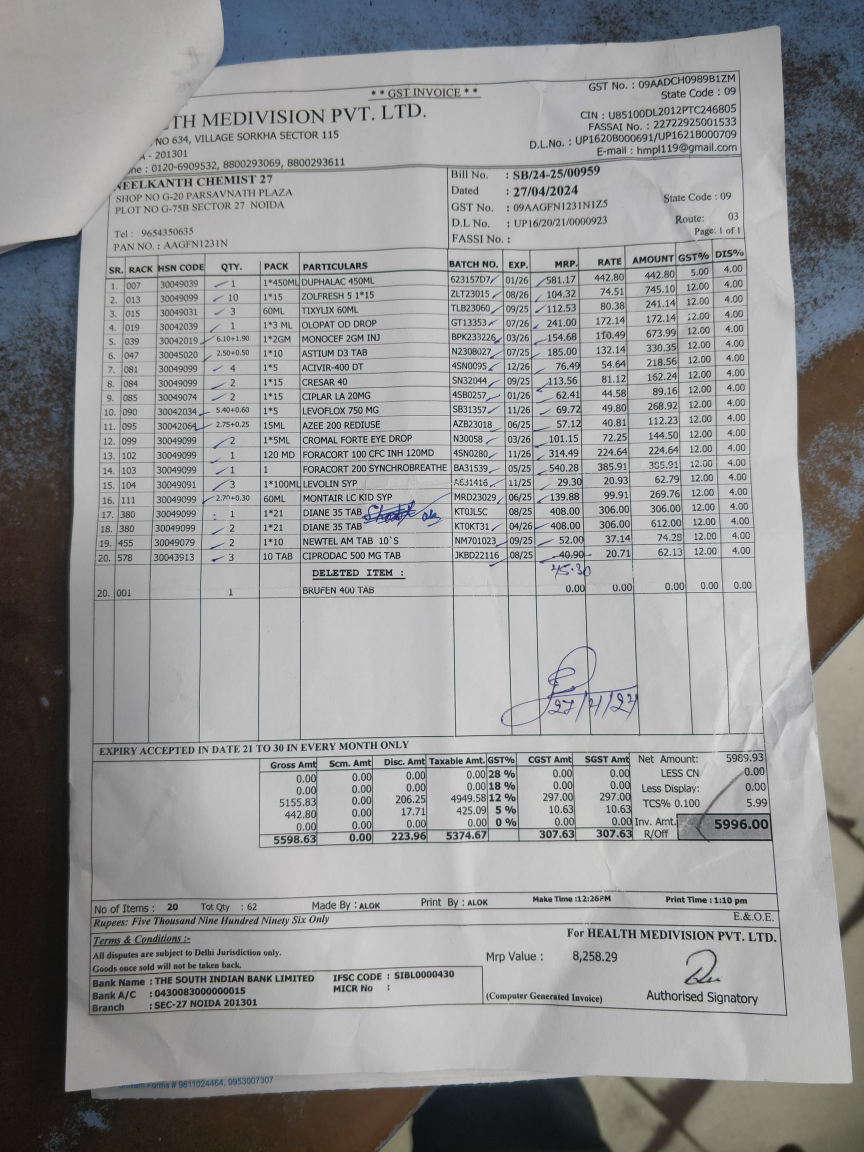 * * GST INVOICE * *
GST No. : 09AADCH0989B1ZM
State Code : 09
TH MEDIVISION PVT. LTD.
CIN : U85100DL2012PTC246805
NO 634, VILLAGE SORKHA SECTOR 115
FASSAI No. : 22722925001533
A - 201301
D.L.No. : UP1620B000691/UP1621B000709
: 0120-6909532, 8800293069, 8800293611
E-mail : hmpl119@gmail.com
NEELKANTH CHEMIST 27
SHOP NO G-20 PARSAVNATH PLAZA
PLOT NO G-75B SECTOR 27 NOIDA
Tel : 9654350635
PAN NO. : AAGFN1231N
Bill No. : SB/24-25/00959
Dated : 27/04/2024
GST No. : 09AAGFN1231N1Z5 State Code : 09
D.L No. : UP16/20/21/0000923 Route: 03
FASSI No. : Page: 1 of 1
SR. RACK HSN CODE QTY. PACK PARTICULARS BATCH NO. EXP. MRP. RATE AMOUNT GST% DIS%
1. 007 30049039 1 1*450ML DUPHALAC 450ML 623157D7 01/26 581.17 442.80 442.80 5.00 4.00
2. 013 30049099 10 1*15 ZOLFRESH 5 1*15 ZLT23015 08/26 104.32 74.51 745.10 12.00 4.00
3. 015 30049031 3 60ML TIXYLIX 60ML TLB23060 09/25 112.53 80.38 241.14 12.00 4.00
4. 019 30042039 1 1*3 ML OLOPAT OD DROP GT13353 07/26 241.00 172.14 172.14 12.00 4.00
5. 039 30042019 6.10+1.90 1*2GM MONOCEF 2GM INJ BPK233226 03/26 154.68 110.49 673.99 12.00 4.00
6. 047 30045020 2.50+0.50 1*10 ASTIUM D3 TAB N2308027 07/25 185.00 132.14 330.35 12.00 4.00
7. 081 30049099 4 1*5 ACIVIR-400 DT 4SN0095 12/26 76.49 54.64 218.56 12.00 4.00
8. 084 30049099 2 1*15 CRESAR 40 SN32044 09/25 113.56 81.12 162.24 12.00 4.00
9. 085 30049074 2 1*15 CIPLAR LA 20MG 4SB0257 01/26 62.41 44.58 89.16 12.00 4.00
10. 090 30042034 5.40+0.60 1*5 LEVOFLOX 750 MG SB31357 11/26 69.72 49.80 268.92 12.00 4.00
11. 095 30042064 2.75+0.25 15ML AZEE 200 REDIUSE AZB23018 06/25 57.12 40.81 112.23 12.00 4.00
12. 099 30049099 2 1*5ML CROMAL FORTE EYE DROP N30058 03/26 101.15 72.25 144.50 12.00 4.00
13. 102 30049099 1 120 MD FORACORT 100 CFC INH 120MD 4SN0280 11/26 314.49 224.64 224.64 12.00 4.00
14. 103 30049099 1 1 FORACORT 200 SYNCHROBREATHE BA31539 05/25 540.28 385.91 385.91 12.00 4.00
15. 104 30049091 3 1*100ML LEVOLIN SYP A631416 11/25 29.30 20.93 62.79 12.00 4.00
16. 111 30049099 2.70+0.30 60ML MONTAIR LC KID SYP MRD23029 06/25 139.88 99.91 269.76 12.00 4.00
17. 380 30049099 1 1*21 DIANE 35 TAB ok KT0JL5C 08/25 408.00 306.00 306.00 12.00 4.00
18. 380 30049099 2 1*21 DIANE 35 TAB KT0KT31 04/26 408.00 306.00 612.00 12.00 4.00
19. 455 30049079 2 1*10 NEWTEL AM TAB 10`S NM701023 09/25 52.00 37.14 74.28 12.00 4.00
20. 578 30043913 3 10 TAB CIPRODAC 500 MG TAB JKBD22116 08/25 40.90 20.71 62.13 12.00 4.00
DELETED ITEM : 45.30
20. 001 1 BRUFEN 400 TAB 0.00 0.00 0.00 0.00 0.00
27/4/24
EXPIRY ACCEPTED IN DATE 21 TO 30 IN EVERY MONTH ONLY
Gross Amt Scm. Amt Disc. Amt Taxable Amt. GST% CGST Amt SGST Amt
0.00 0.00 0.00 0.00 28 % 0.00 0.00
0.00 0.00 0.00 0.00 18 % 0.00 0.00
5155.83 0.00 206.25 4949.58 12 % 297.00 297.00
442.80 0.00 17.71 425.09 5 % 10.63 10.63
0.00 0.00 0.00 0.00 0 % 0.00 0.00
5598.63 0.00 223.96 5374.67 307.63 307.63
Net Amount: 5989.93
LESS CN 0.00
Less Display: 0.00
TCS% 0.100 5.99
Inv. Amt. 5996.00
R/Off
No of Items : 20 Tot Qty : 62 Made By : ALOK Print By : ALOK Make Time :12:26PM Print Time : 1:10 pm
Rupees: Five Thousand Nine Hundred Ninety Six Only E.& O.E.
Terms & Conditions :-
All disputes are subject to Delhi Jurisdiction only.
Goods once sold will not be taken back.
Bank Name : THE SOUTH INDIAN BANK LIMITED IFSC CODE : SIBL0000430
Bank A/C : 0430083000000015 MICR No :
Branch : SEC-27 NOIDA 201301
For HEALTH MEDIVISION PVT. LTD.
Mrp Value : 8,258.29
(Computer Generated Invoice) Authorised Signatory
Forms # 9811024464, 9953007307